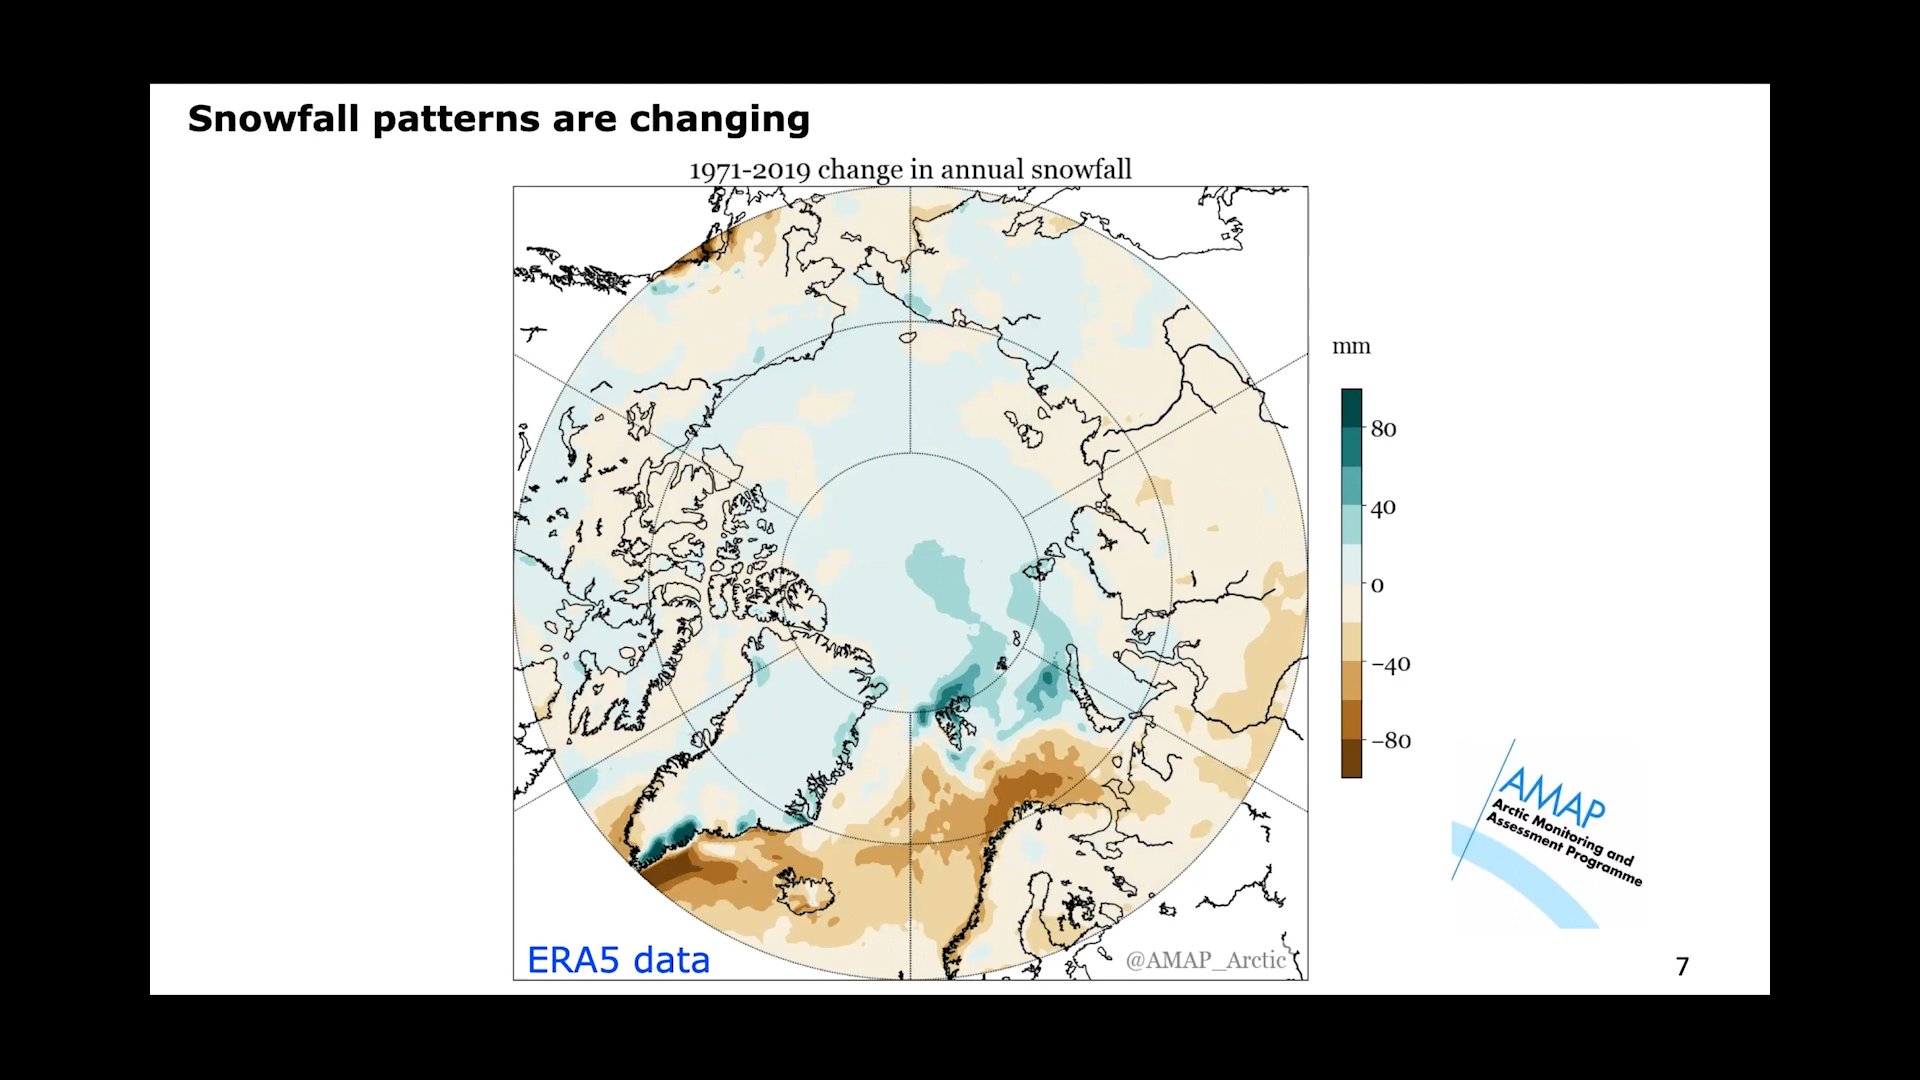 Snowfall patterns are changing
1971-2019 change in annual snowfall
mm
80
40
0
−40
−80
AMAP
Arctic Monitoring and
Assessment Programme
ERA5 data
@AMAP_Arctic
7